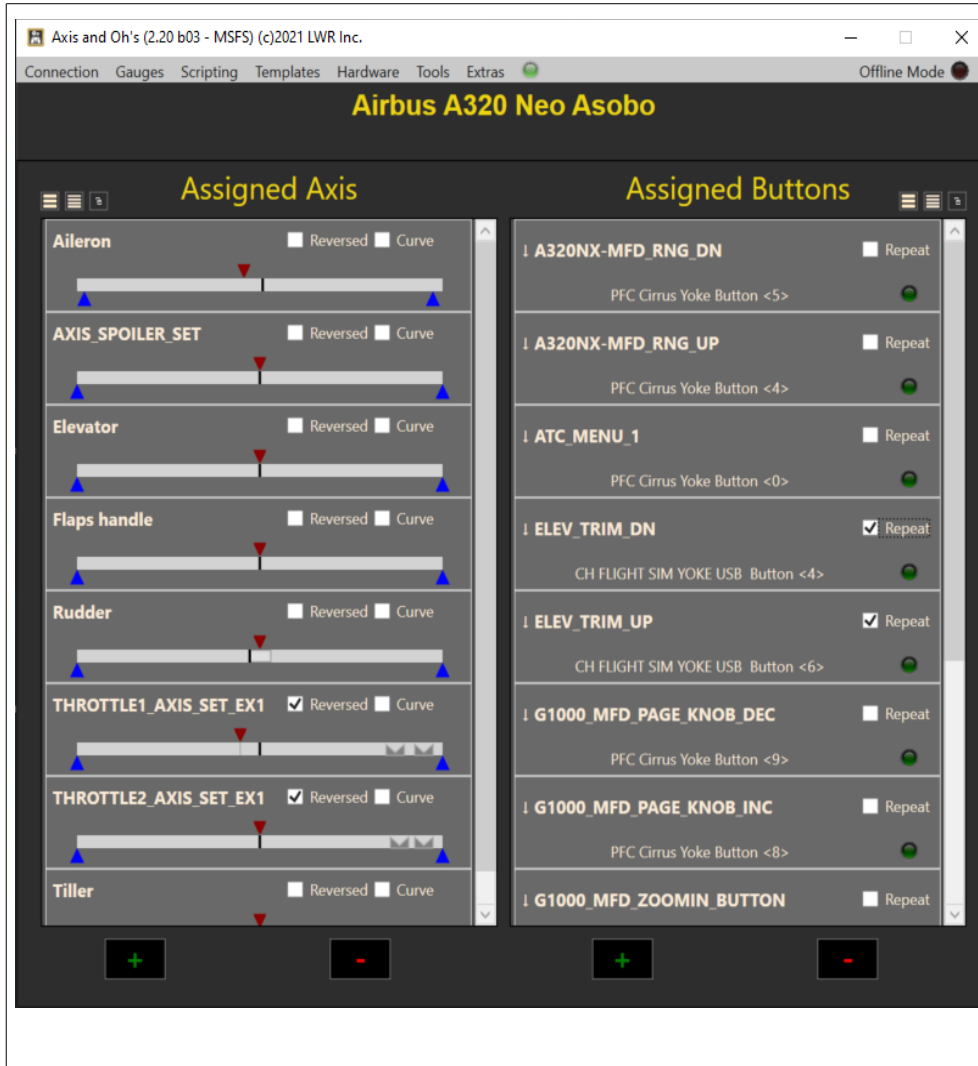 Axis and Oh's (2.20 b03 - MSFS) (c)2021 LWR Inc.
Connection Gauges Scripting Templates Hardware Tools Extras Offline Mode
Airbus A320 Neo Asobo
Assigned Axis
Aileron Reversed Curve
AXIS_SPOILER_SET Reversed Curve
Elevator Reversed Curve
Flaps handle Reversed Curve
Rudder Reversed Curve
THROTTLE1_AXIS_SET_EX1 Reversed Curve
THROTTLE2_AXIS_SET_EX1 Reversed Curve
Tiller Reversed Curve
+ -
Assigned Buttons
↓ A320NX-MFD_RNG_DN Repeat
PFC Cirrus Yoke Button <5>
↓ A320NX-MFD_RNG_UP Repeat
PFC Cirrus Yoke Button <4>
↓ ATC_MENU_1 Repeat
PFC Cirrus Yoke Button <0>
↓ ELEV_TRIM_DN Repeat
CH FLIGHT SIM YOKE USB Button <4>
↓ ELEV_TRIM_UP Repeat
CH FLIGHT SIM YOKE USB Button <6>
↓ G1000_MFD_PAGE_KNOB_DEC Repeat
PFC Cirrus Yoke Button <9>
↓ G1000_MFD_PAGE_KNOB_INC Repeat
PFC Cirrus Yoke Button <8>
↓ G1000_MFD_ZOOMIN_BUTTON Repeat
+ -